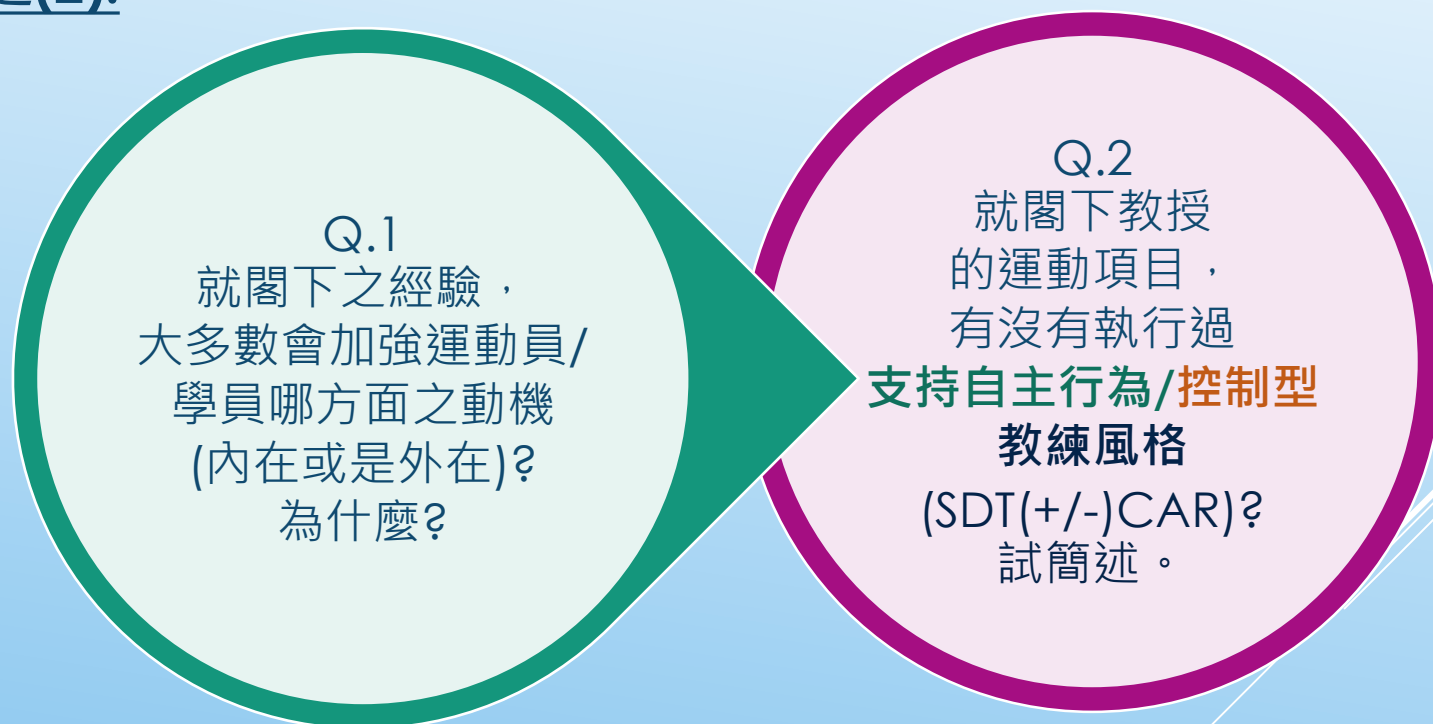 Q.1
就閣下之經驗，
大多數會加強運動員/
學員哪方面之動機
(內在或是外在)?
為什麼?
Q.2
就閣下教授
的運動項目，
有沒有執行過
支持自主行為/控制型
教練風格
(SDT(+/-)CAR)?
試簡述。